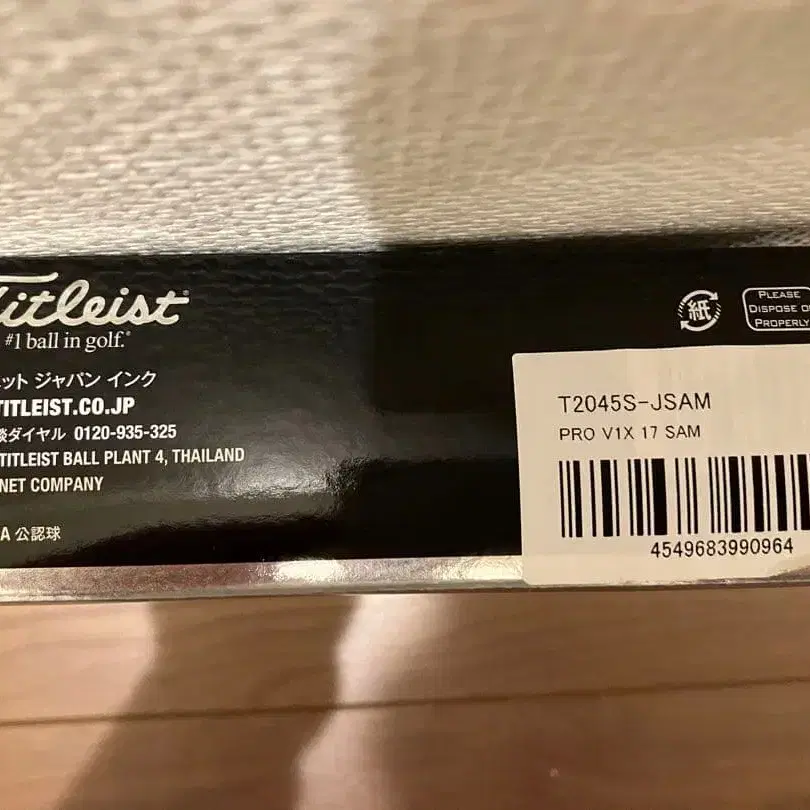 Titleist®
#1 ball in golf.®
ネット ジャパン インク
TITLEIST.CO.JP
談ダイヤル 0120-935-325
TITLEIST BALL PLANT 4, THAILAND
NET COMPANY
A 公認球
紙
PLEASE
DISPOSE
PROPERLY
T2045S-JSAM
PRO V1X 17 SAM
4549683990964